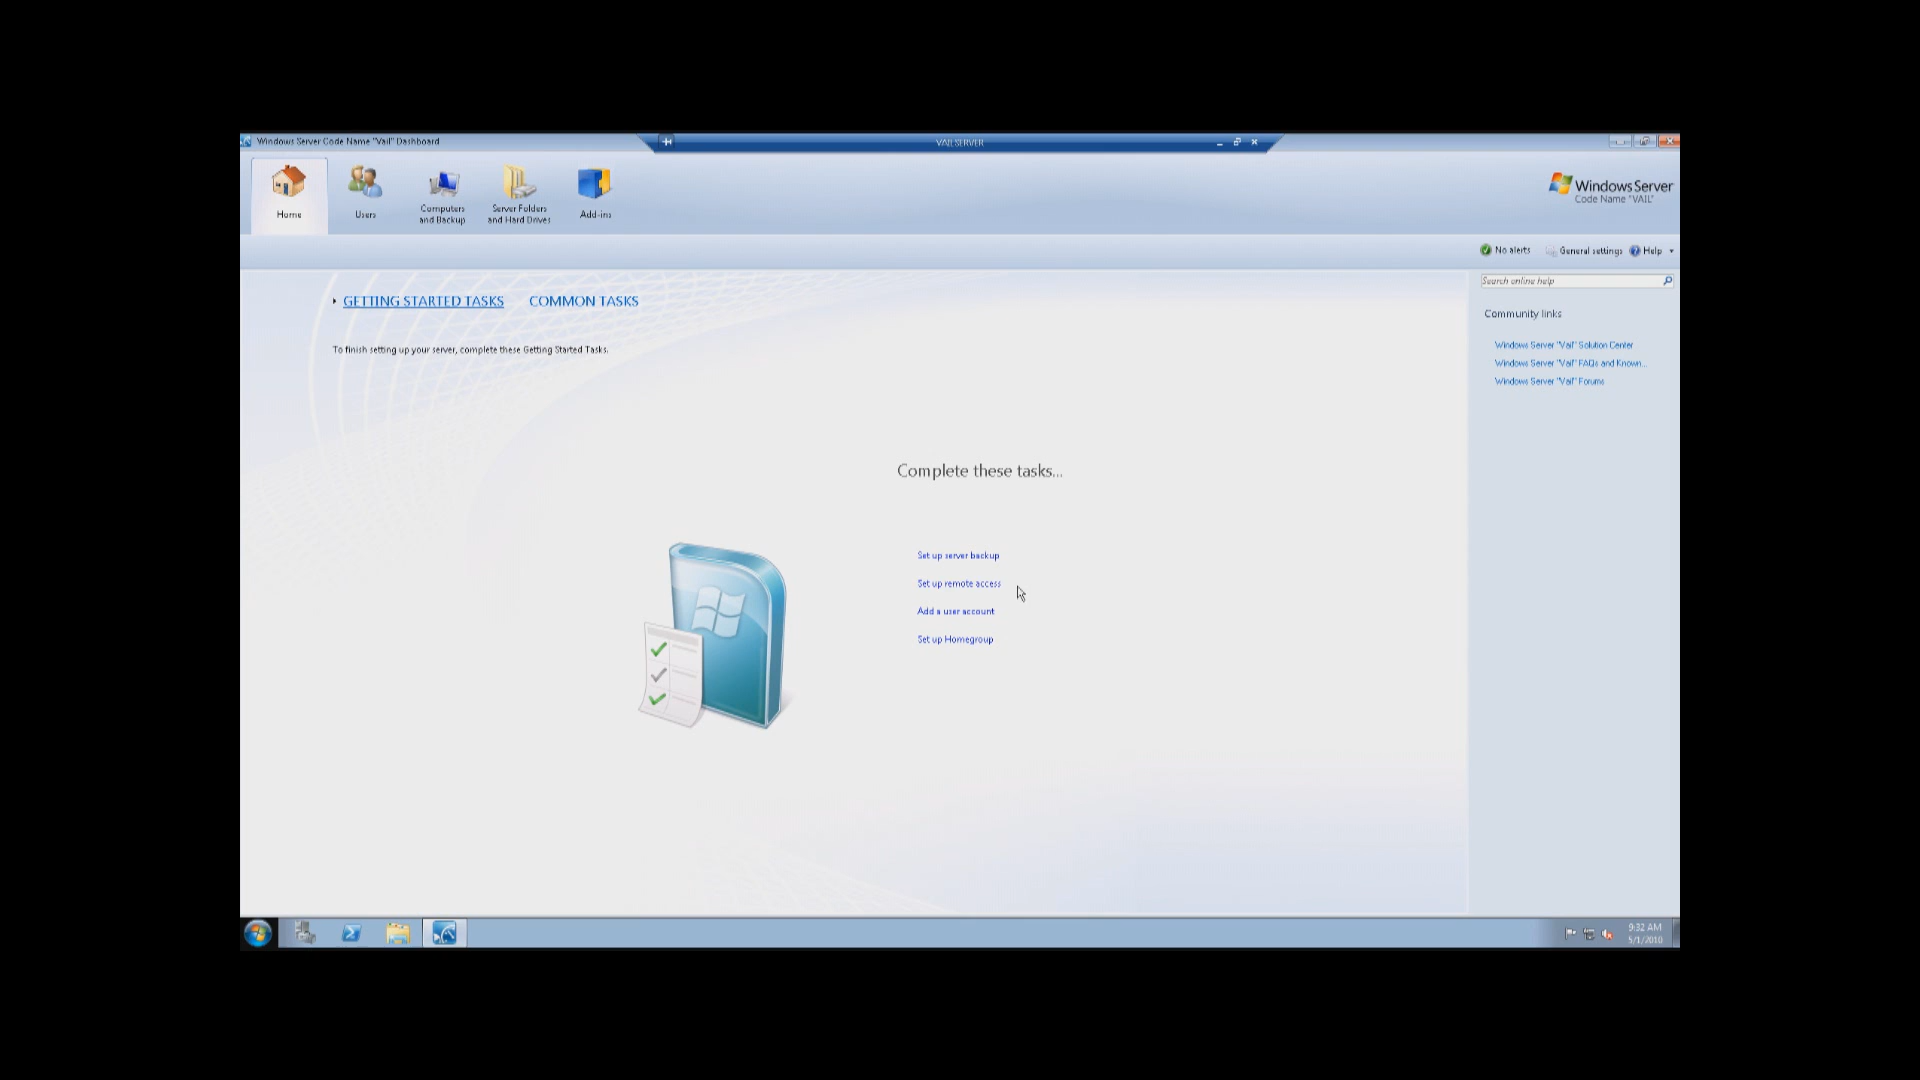 Windows Server Code Name "Vail" Dashboard
VAILSERVER
Home
Users
Computers and Backup
Server Folders and Hard Drives
Add-ins
Windows Server
Code Name "VAIL"
No alerts
General settings
Help
Search online help
GETTING STARTED TASKS
COMMON TASKS
Community links
To finish setting up your server, complete these Getting Started Tasks.
Windows Server "Vail" Solution Center
Windows Server "Vail" FAQs and Known...
Windows Server "Vail" Forums
Complete these tasks...
Set up server backup
Set up remote access
Add a user account
Set up Homegroup
9:32 AM
5/1/2010